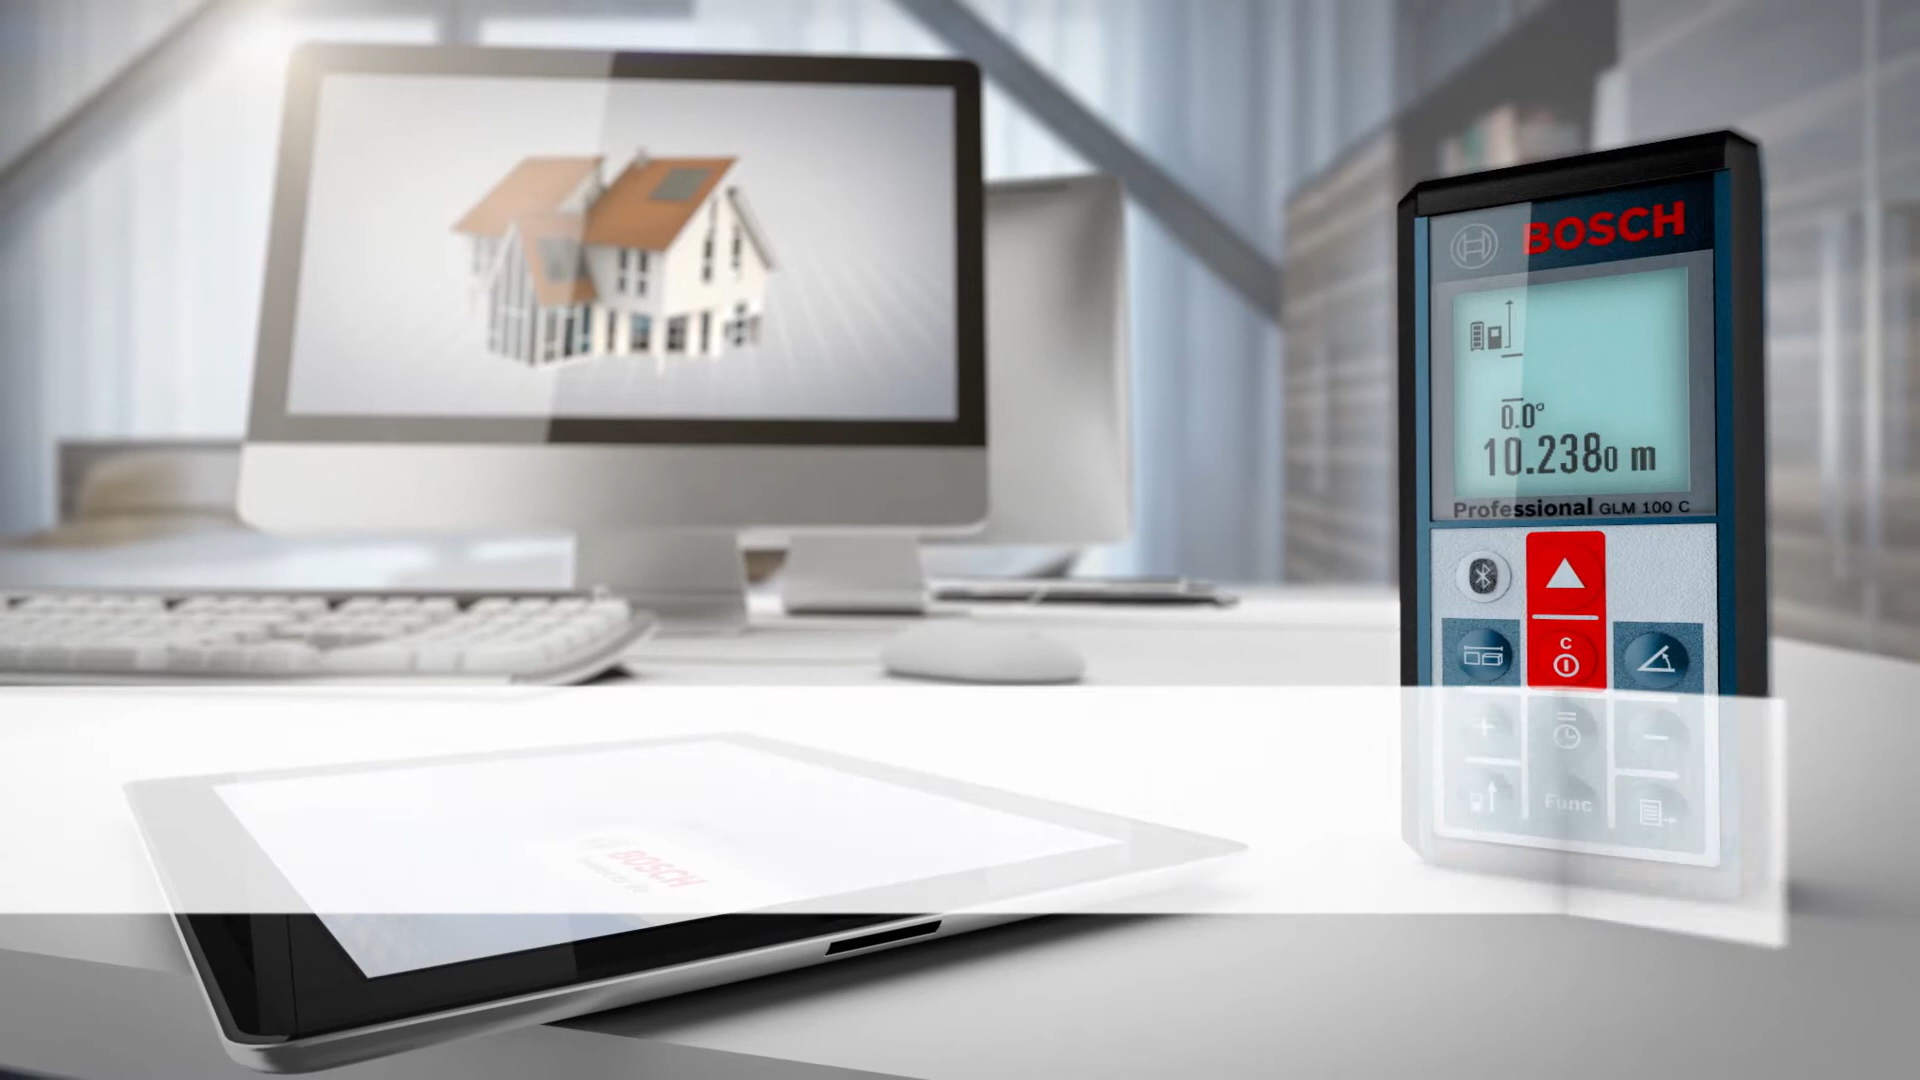 BOSCH
0.0°
10.2380 m
Professional GLM 100 C
C
Func
BOSCH